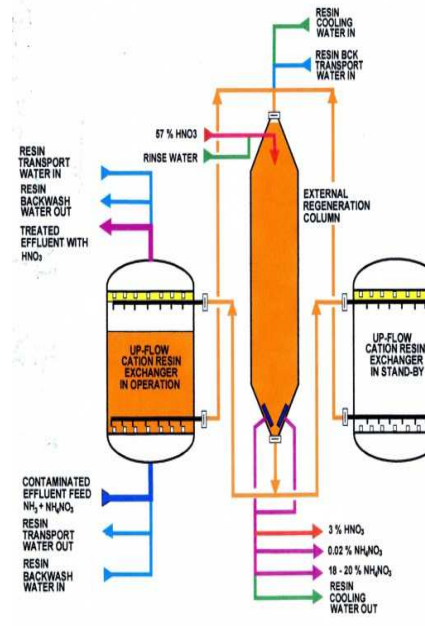 RESIN
COOLING
WATER IN
RESIN BCK
TRANSPORT
WATER IN
57 % HNO3
RINSE WATER
RESIN
TRANSPORT
WATER IN
RESIN
BACKWASH
WATER OUT
TREATED
EFFLUENT WITH
HNO₃
EXTERNAL
REGENERATION
COLUMN
UP-FLOW
CATION RESIN
EXCHANGER
IN OPERATION
UP-FLOW
CATION RESIN
EXCHANGER
IN STAND-BY
CONTAMINATED
EFFLUENT FEED
NH₃ + NH₄NO₃
RESIN
TRANSPORT
WATER OUT
RESIN
BACKWASH
WATER IN
3 % HNO₃
0.02 % NH₄NO₃
18 - 20 % NH₄NO₃
RESIN
COOLING
WATER OUT